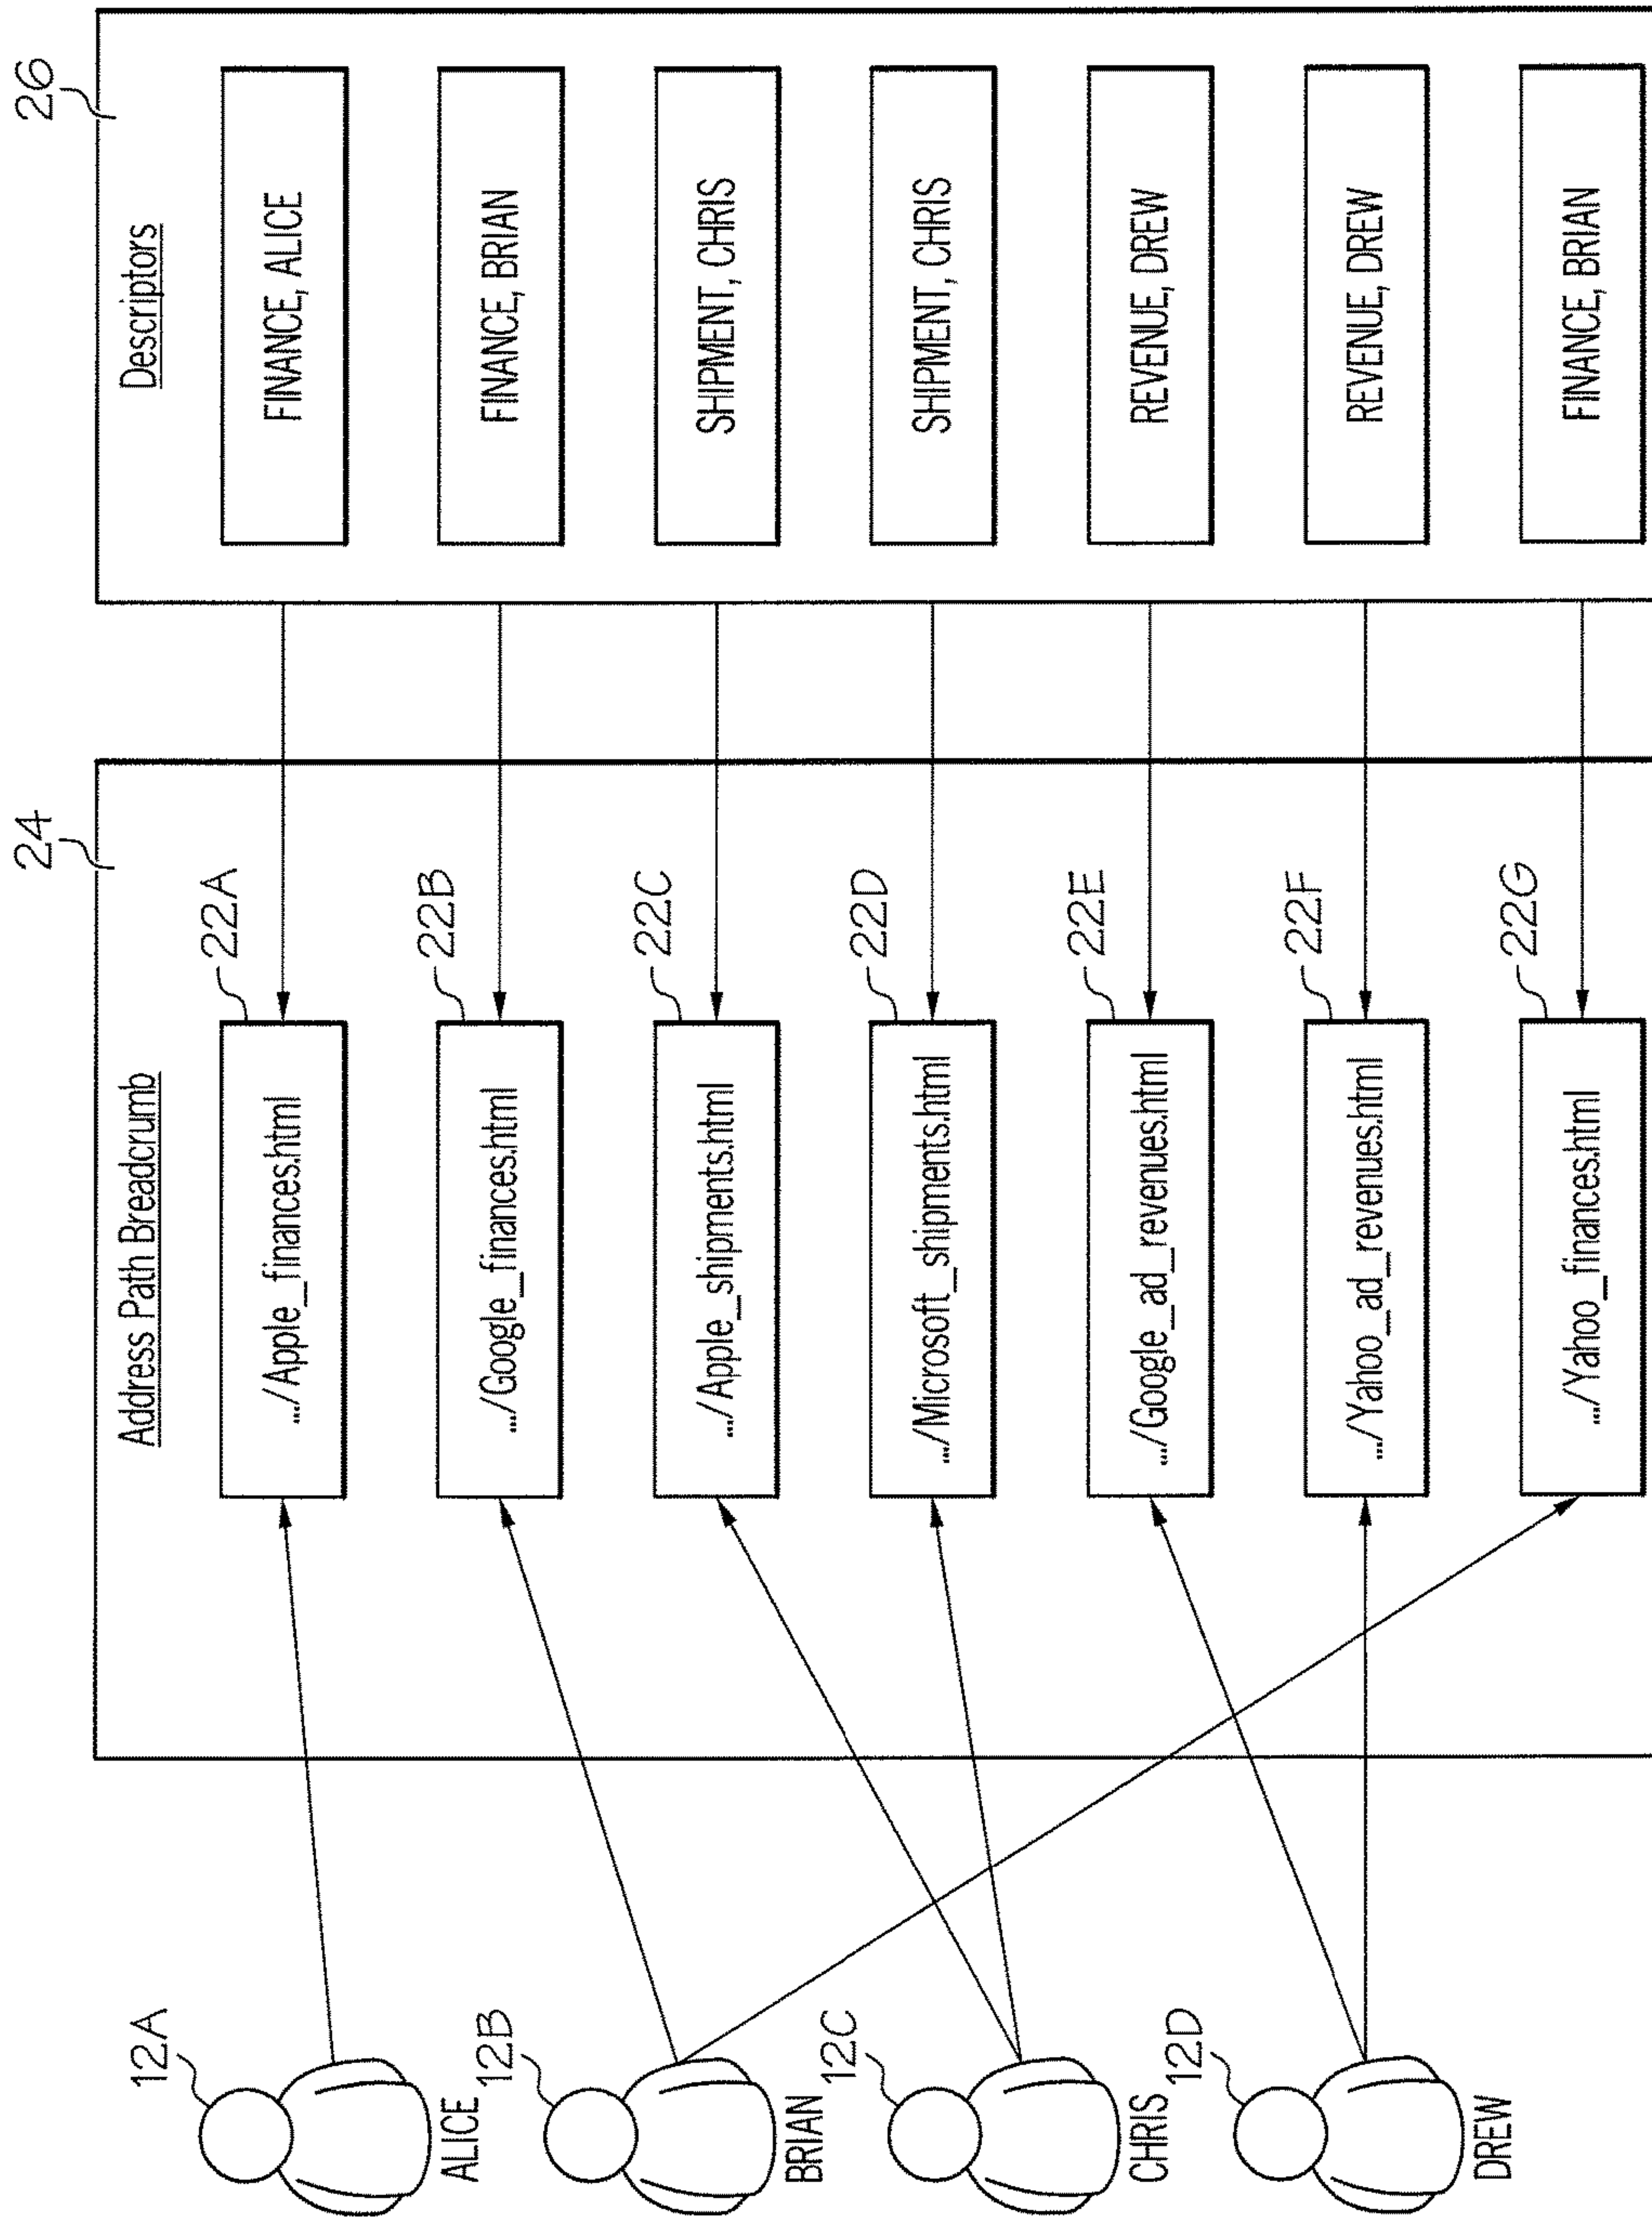 12A
ALICE
12B
BRIAN
12C
CHRIS
12D
DREW
24
Address Path Breadcrumb
22A
.../Apple_finances.html
22B
.../Google_finances.html
22C
.../Apple_shipments.html
22D
.../Microsoft_shipments.html
22E
.../Google_ad_revenues.html
22F
.../Yahoo_ad_revenues.html
22G
.../Yahoo_finances.html
26
Descriptors
FINANCE, ALICE
FINANCE, BRIAN
SHIPMENT, CHRIS
SHIPMENT, CHRIS
REVENUE, DREW
REVENUE, DREW
FINANCE, BRIAN